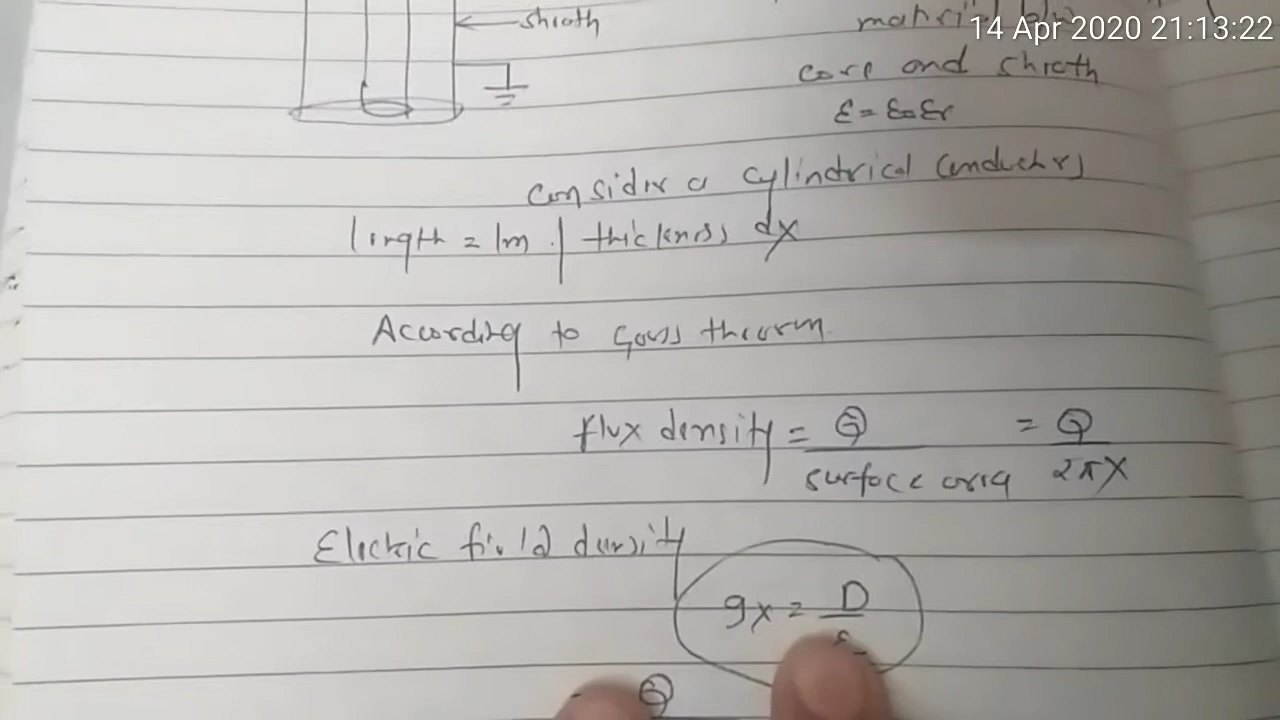 14 Apr 2020 21:13:22
sheath
core and sheath
ε = ε₀εr
Consider a cylindrical conductor
length = 1m . thickness dx
According to Gauss theorem
flux density = Q / surface area = Q / 2πx
Electric field density
gx = D /
Q